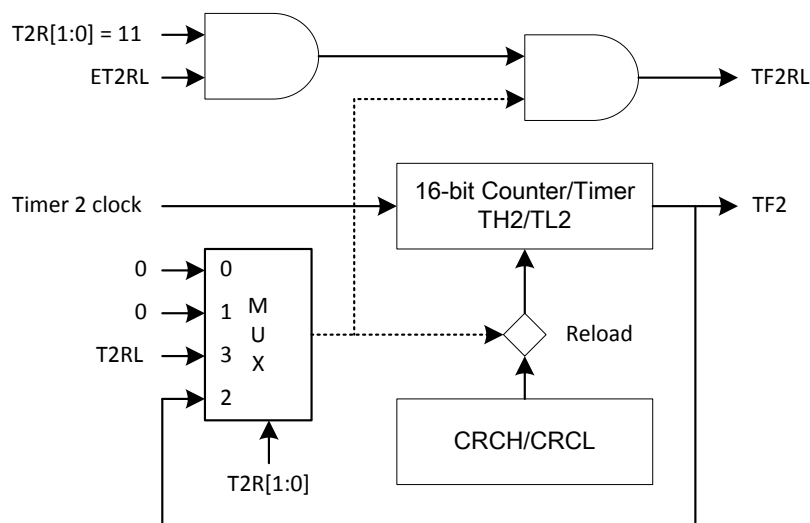 T2R[1:0] = 11
ET2RL
TF2RL
Timer 2 clock
16-bit Counter/Timer
TH2/TL2
TF2
0
0
0
1
T2RL
3
2
M
U
X
Reload
CRCH/CRCL
T2R[1:0]